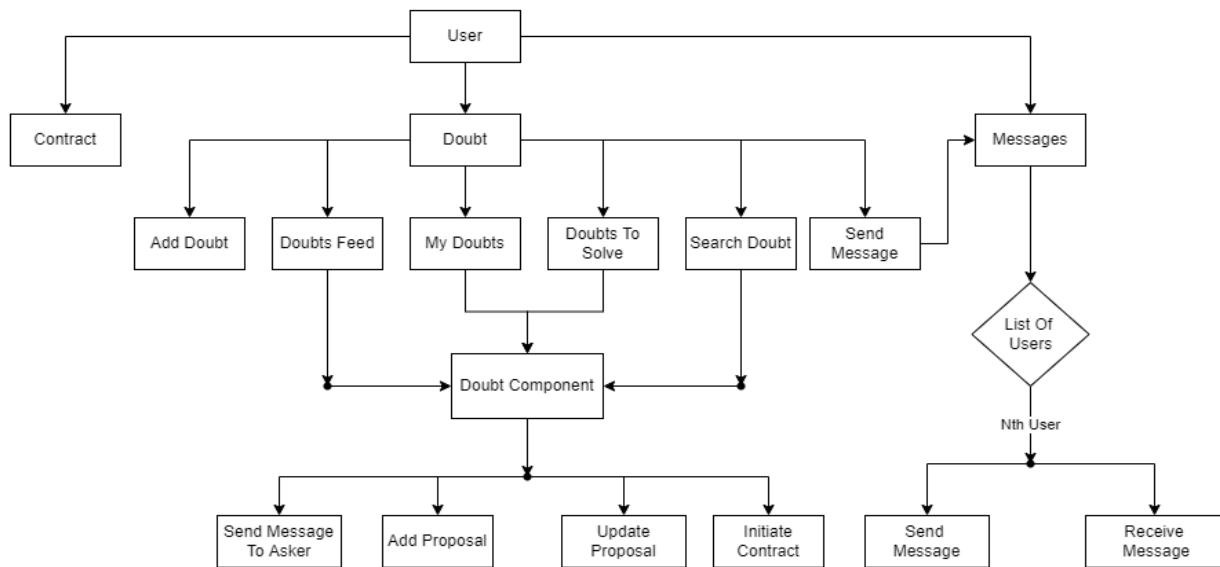 User
Contract
Doubt
Messages
Add Doubt
Doubts Feed
My Doubts
Doubts To
Solve
Search Doubt
Send
Message
List Of
Users
Doubt Component
Nth User
Send Message
To Asker
Add Proposal
Update
Proposal
Initiate
Contract
Send
Message
Receive
Message